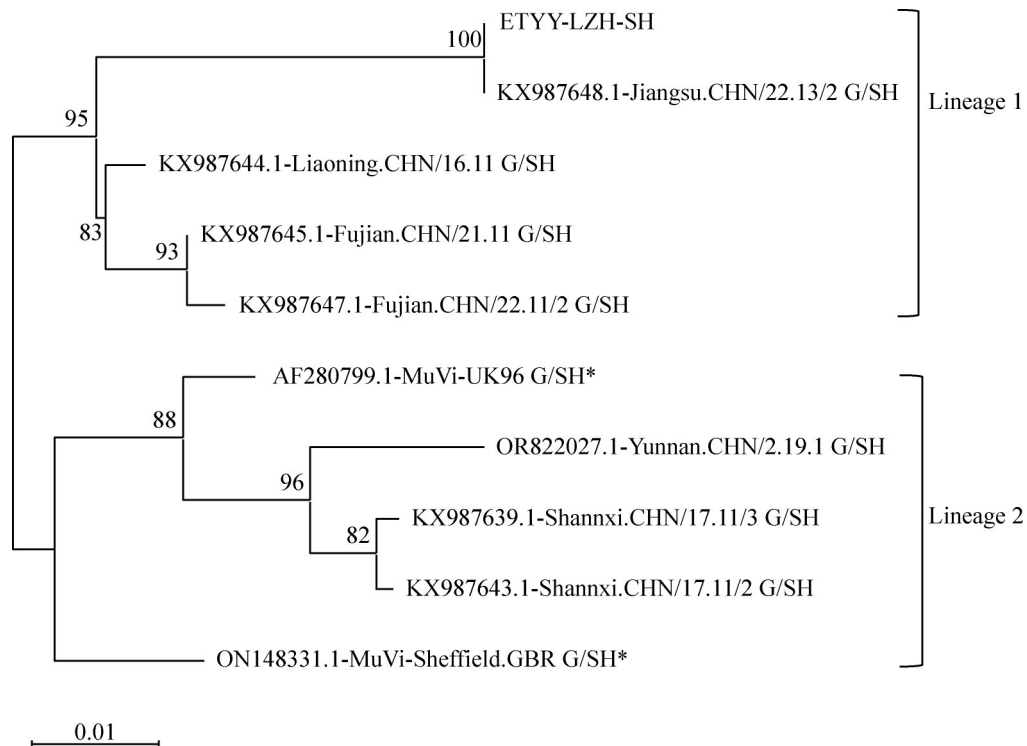 ETYY-LZH-SH
100
KX987648.1-Jiangsu.CHN/22.13/2 G/SH
Lineage 1
95
KX987644.1-Liaoning.CHN/16.11 G/SH
83
KX987645.1-Fujian.CHN/21.11 G/SH
93
KX987647.1-Fujian.CHN/22.11/2 G/SH
AF280799.1-MuVi-UK96 G/SH*
88
OR822027.1-Yunnan.CHN/2.19.1 G/SH
96
KX987639.1-Shannxi.CHN/17.11/3 G/SH
Lineage 2
82
KX987643.1-Shannxi.CHN/17.11/2 G/SH
ON148331.1-MuVi-Sheffield.GBR G/SH*
0.01